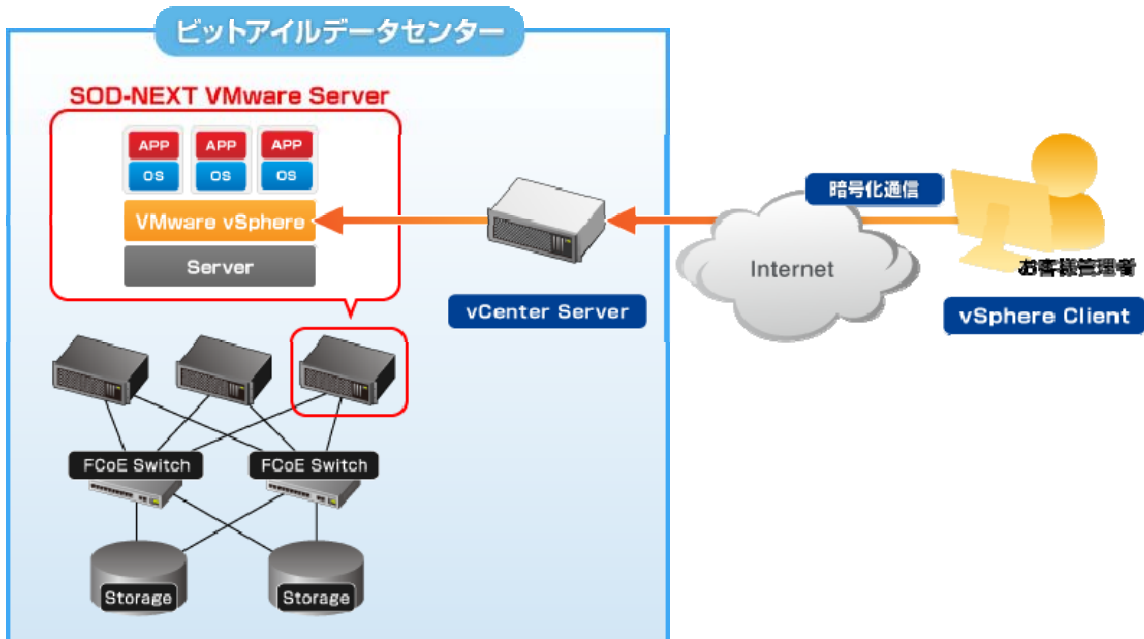 ビットアイルデータセンター
SOD-NEXT VMware Server
APP APP APP
OS OS OS
VMware vSphere
Server
vCenter Server
暗号化通信
Internet
お客様管理者
vSphere Client
FCoE Switch FCoE Switch
Storage Storage